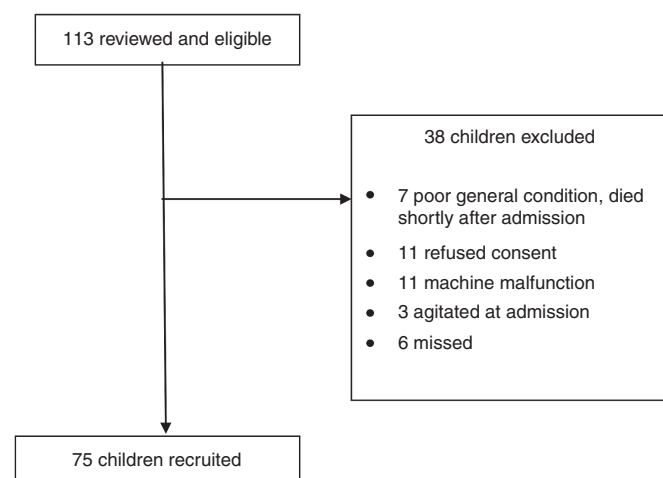 113 reviewed and eligible
38 children excluded
• 7 poor general condition, died
shortly after admission
• 11 refused consent
• 11 machine malfunction
• 3 agitated at admission
• 6 missed
75 children recruited